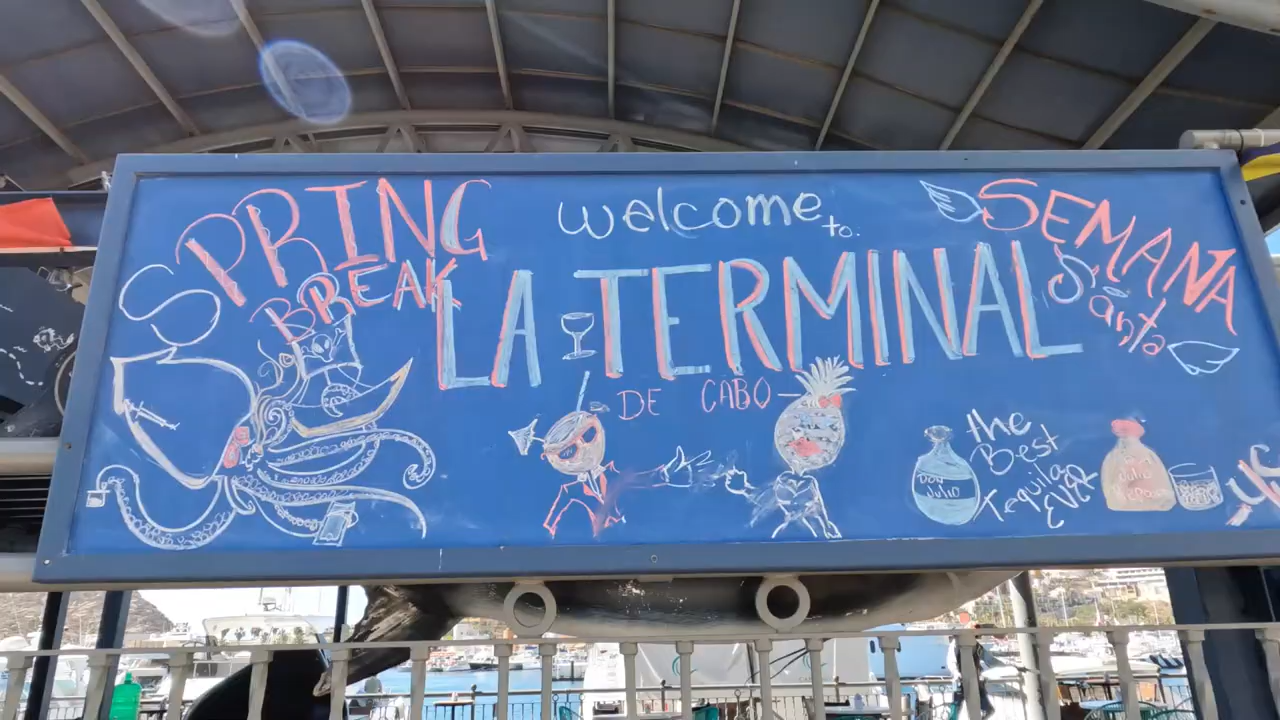 SPRING
BREAK
welcome
to.
LA TERMINAL
DE CABO
SEMANA
Santa
The
Best
Tequila
EVER
DON
JULIO